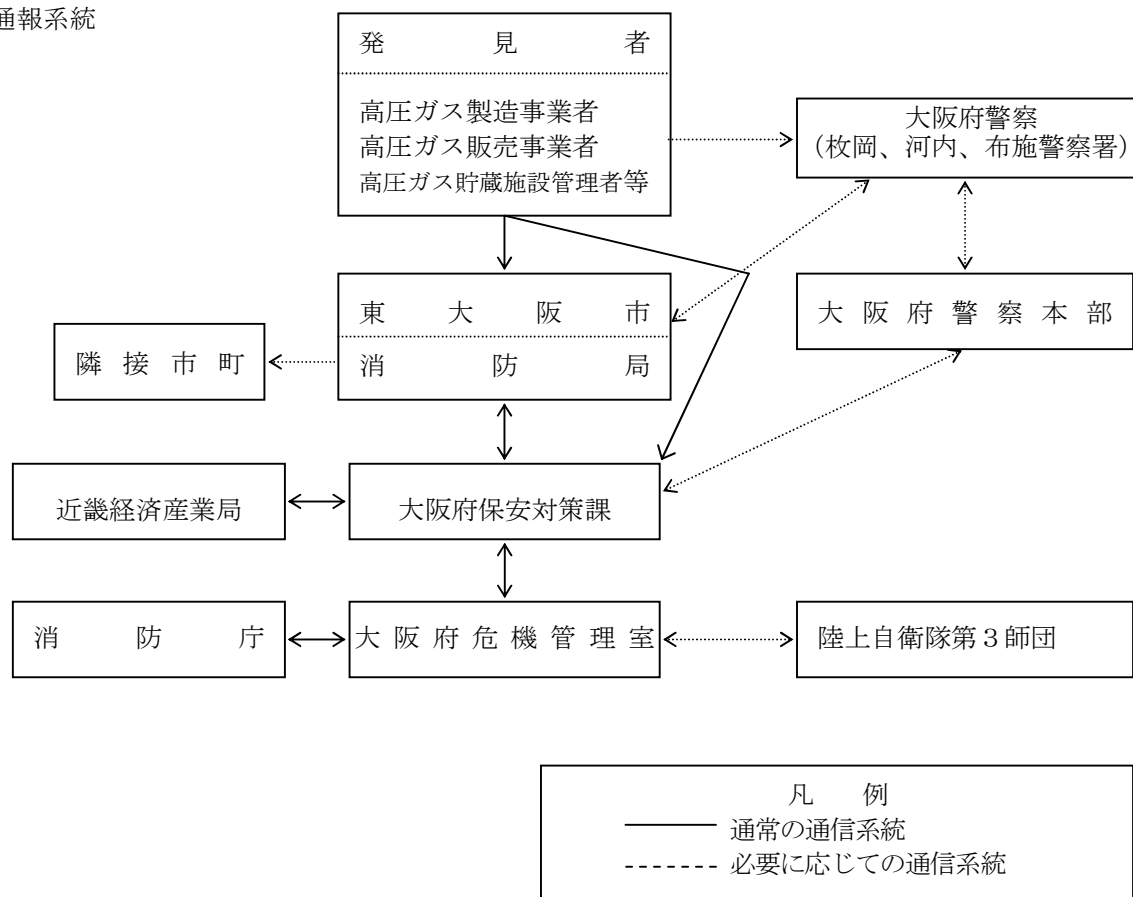 通報系統
発見者
高圧ガス製造事業者
高圧ガス販売事業者
高圧ガス貯蔵施設管理者等
大阪府警察
（枚岡、河内、布施警察署）
東大阪市
消防局
大阪府警察本部
隣接市町
近畿経済産業局
大阪府保安対策課
消防庁
大阪府危機管理室
陸上自衛隊第３師団
凡例
通常の通信系統
必要に応じての通信系統